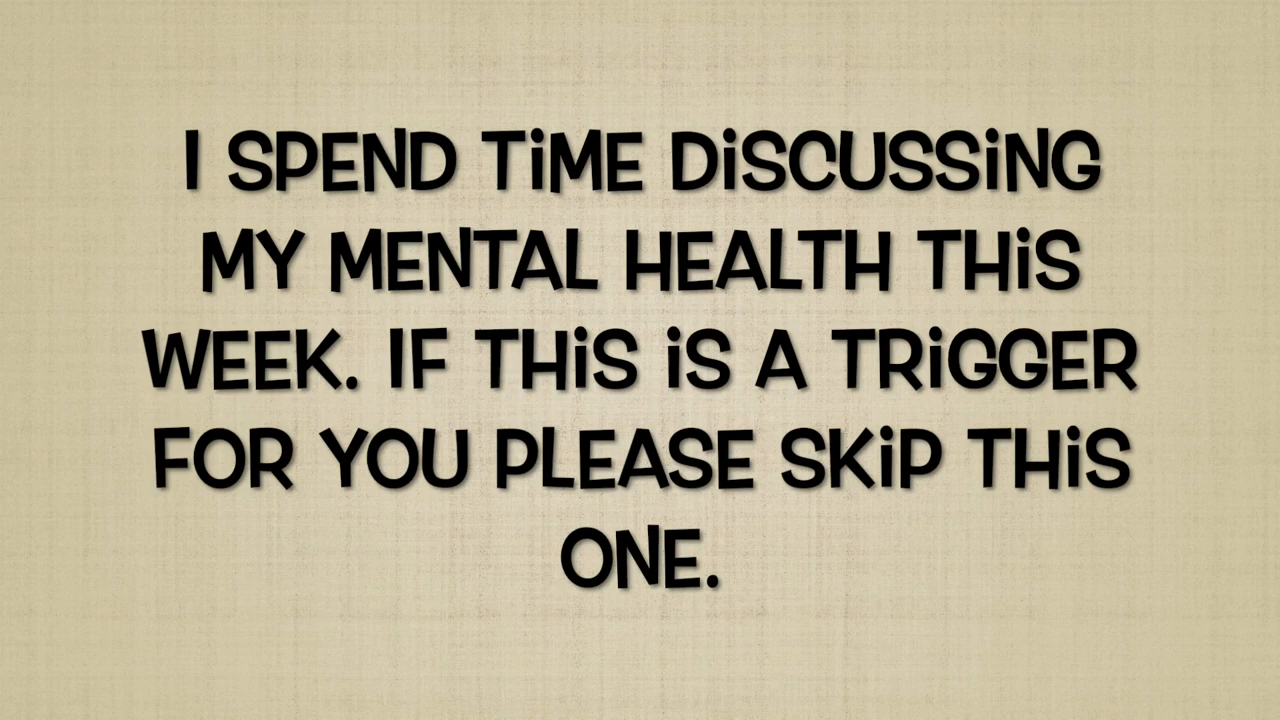 I SPEND TiME DiSCUSSiNG
MY MENTAL HEALTH THiS
WEEK. IF THiS iS A TRiGGER
FOR YOU PLEASE SKiP THiS
ONE.